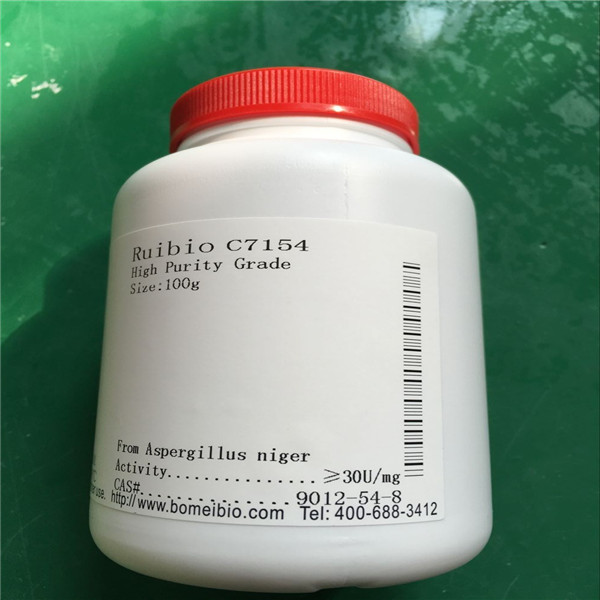 Ruibio C7154
High Purity Grade
Size:100g
From Aspergillus niger
Activity................≥30U/mg
CAS#................9012-54-8
use. http://www.bomeibio.com Tel: 400-688-3412